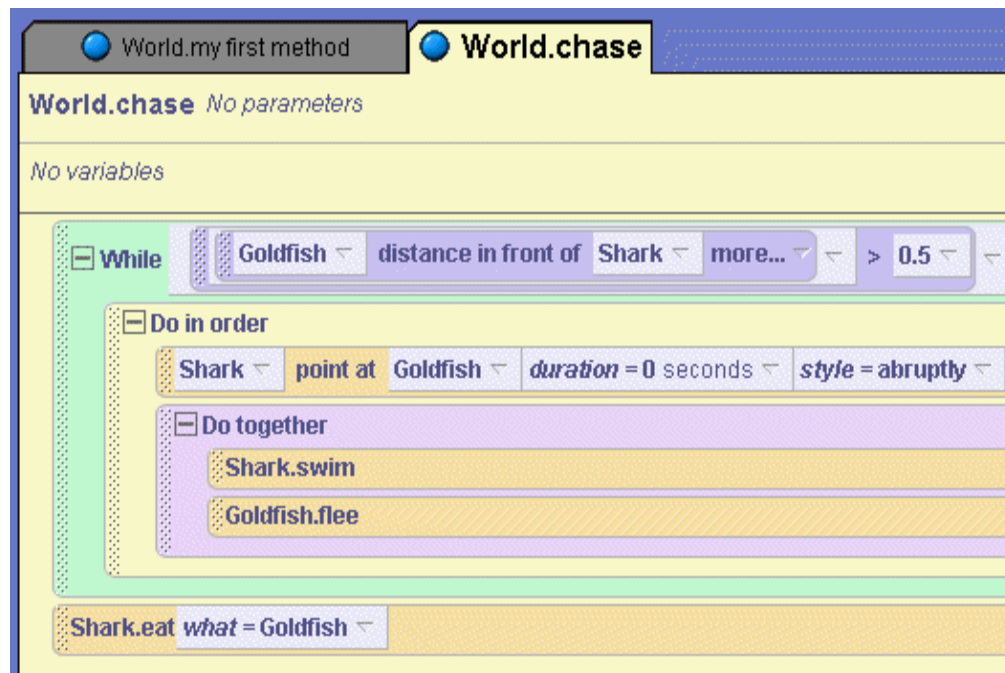 World.my first method World.chase
World.chase No parameters
No variables
While Goldfish distance in front of Shark more... > 0.5
Do in order
Shark point at Goldfish duration = 0 seconds style = abruptly
Do together
Shark.swim
Goldfish.flee
Shark.eat what = Goldfish